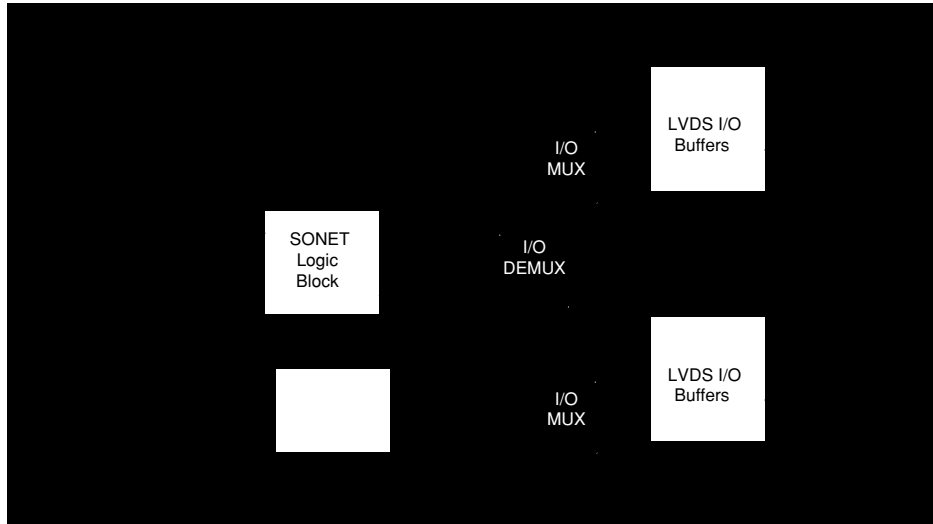 LVDS I/O
Buffers
I/O
MUX
SONET
Logic
Block
I/O
DEMUX
LVDS I/O
Buffers
I/O
MUX